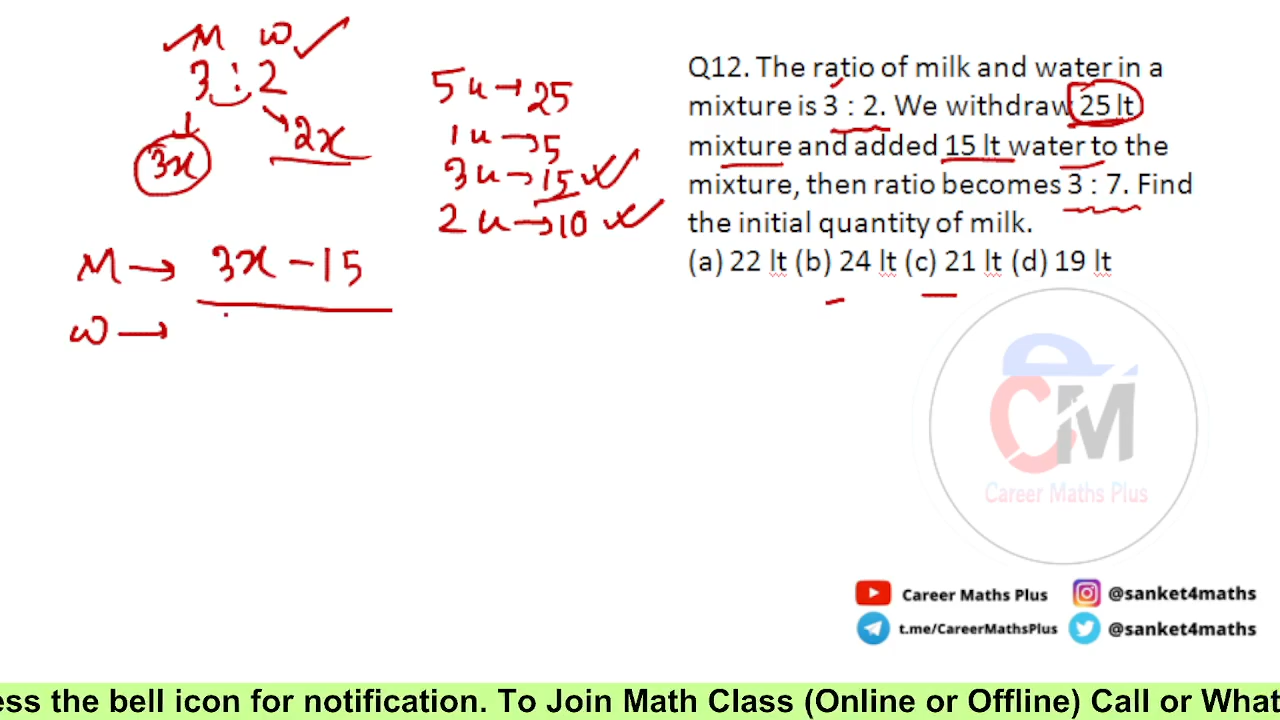 M W
3 : 2
3x 2x
5u → 25
1u → 5
3u → 15
2u → 10
M → 3x - 15
W →
Q12. The ratio of milk and water in a
mixture is 3 : 2. We withdraw 25 lt
mixture and added 15 lt water to the
mixture, then ratio becomes 3 : 7. Find
the initial quantity of milk.
(a) 22 lt (b) 24 lt (c) 21 lt (d) 19 lt
CM
Career Maths Plus
Career Maths Plus @sanket4maths
t.me/CareerMathsPlus @sanket4maths
ess the bell icon for notification. To Join Math Class (Online or Offline) Call or What